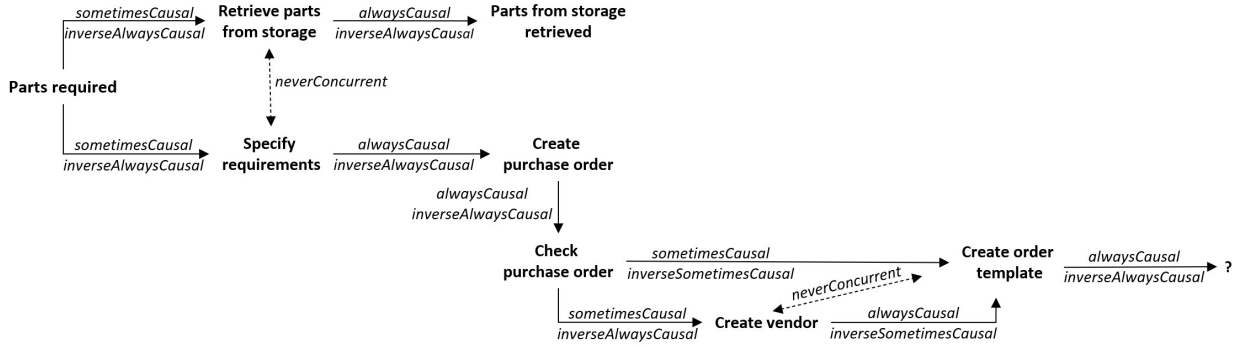 sometimesCausal
inverseAlwaysCausal
Retrieve parts
from storage
alwaysCausal
inverseAlwaysCausal
Parts from storage
retrieved
Parts required
neverConcurrent
sometimesCausal
inverseAlwaysCausal
Specify
requirements
alwaysCausal
inverseAlwaysCausal
Create
purchase order
alwaysCausal
inverseAlwaysCausal
Check
purchase order
sometimesCausal
inverseSometimesCausal
Create order
template
alwaysCausal
inverseAlwaysCausal
?
neverConcurrent
sometimesCausal
inverseAlwaysCausal
Create vendor
alwaysCausal
inverseSometimesCausal